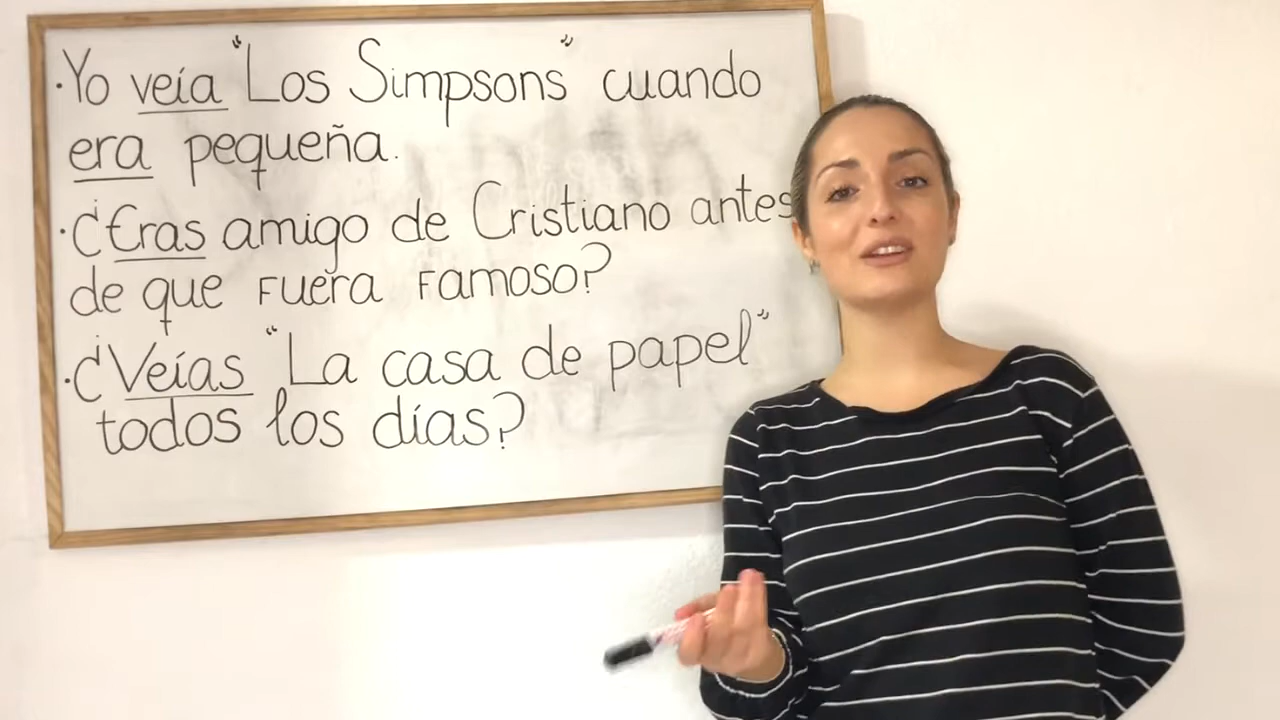 · Yo veía "Los Simpsons" cuando
era pequeña.
· ¿Eras amigo de Cristiano antes
de que fuera famoso?
· ¿Veías "La casa de papel"
todos los días?